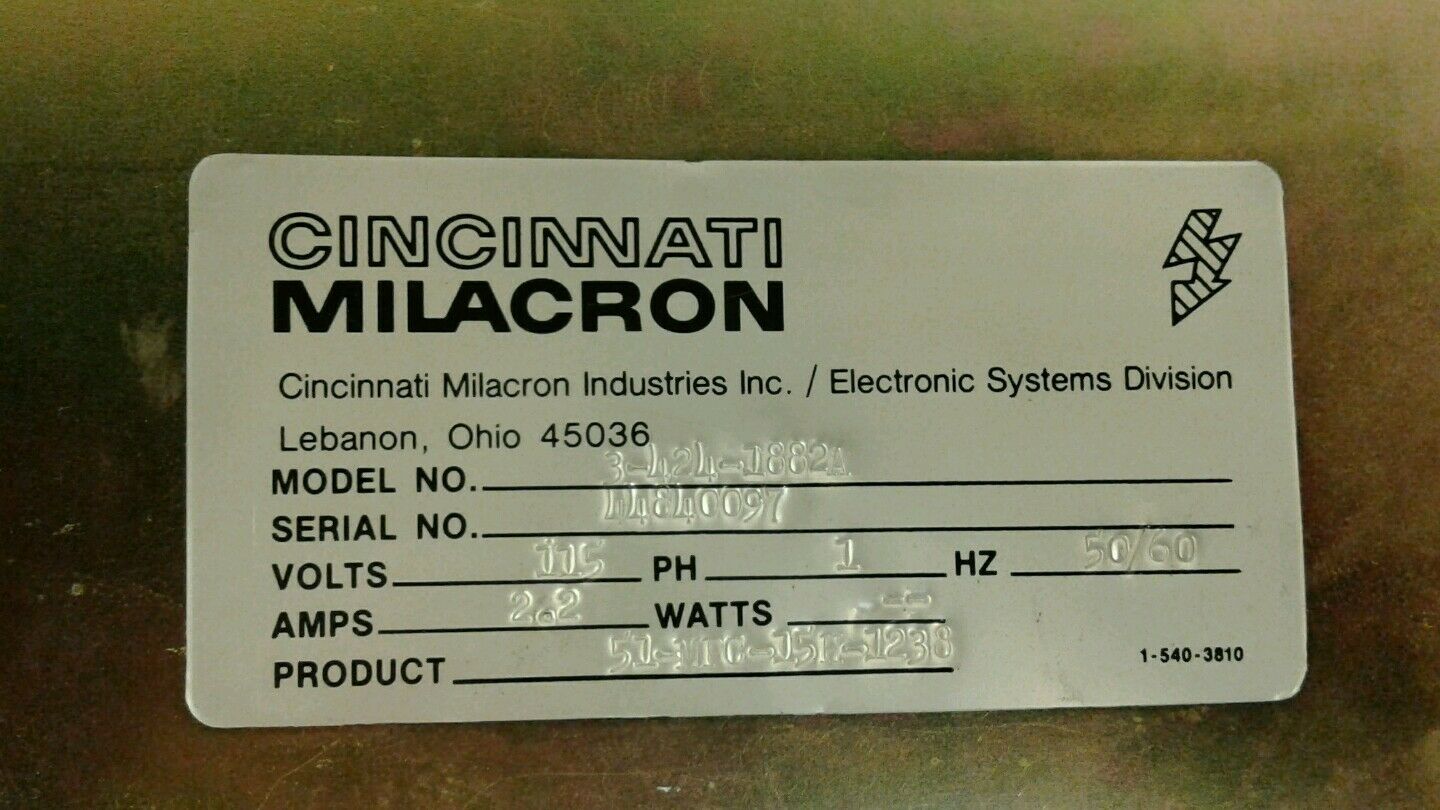 CINCINNATI
MILACRON
Cincinnati Milacron Industries Inc. / Electronic Systems Division
Lebanon, Ohio 45036
MODEL NO. 3-424-1882A
SERIAL NO. 44840097
VOLTS 115 PH 1 HZ 50/60
AMPS 2.2 WATTS --
PRODUCT
1-540-3810